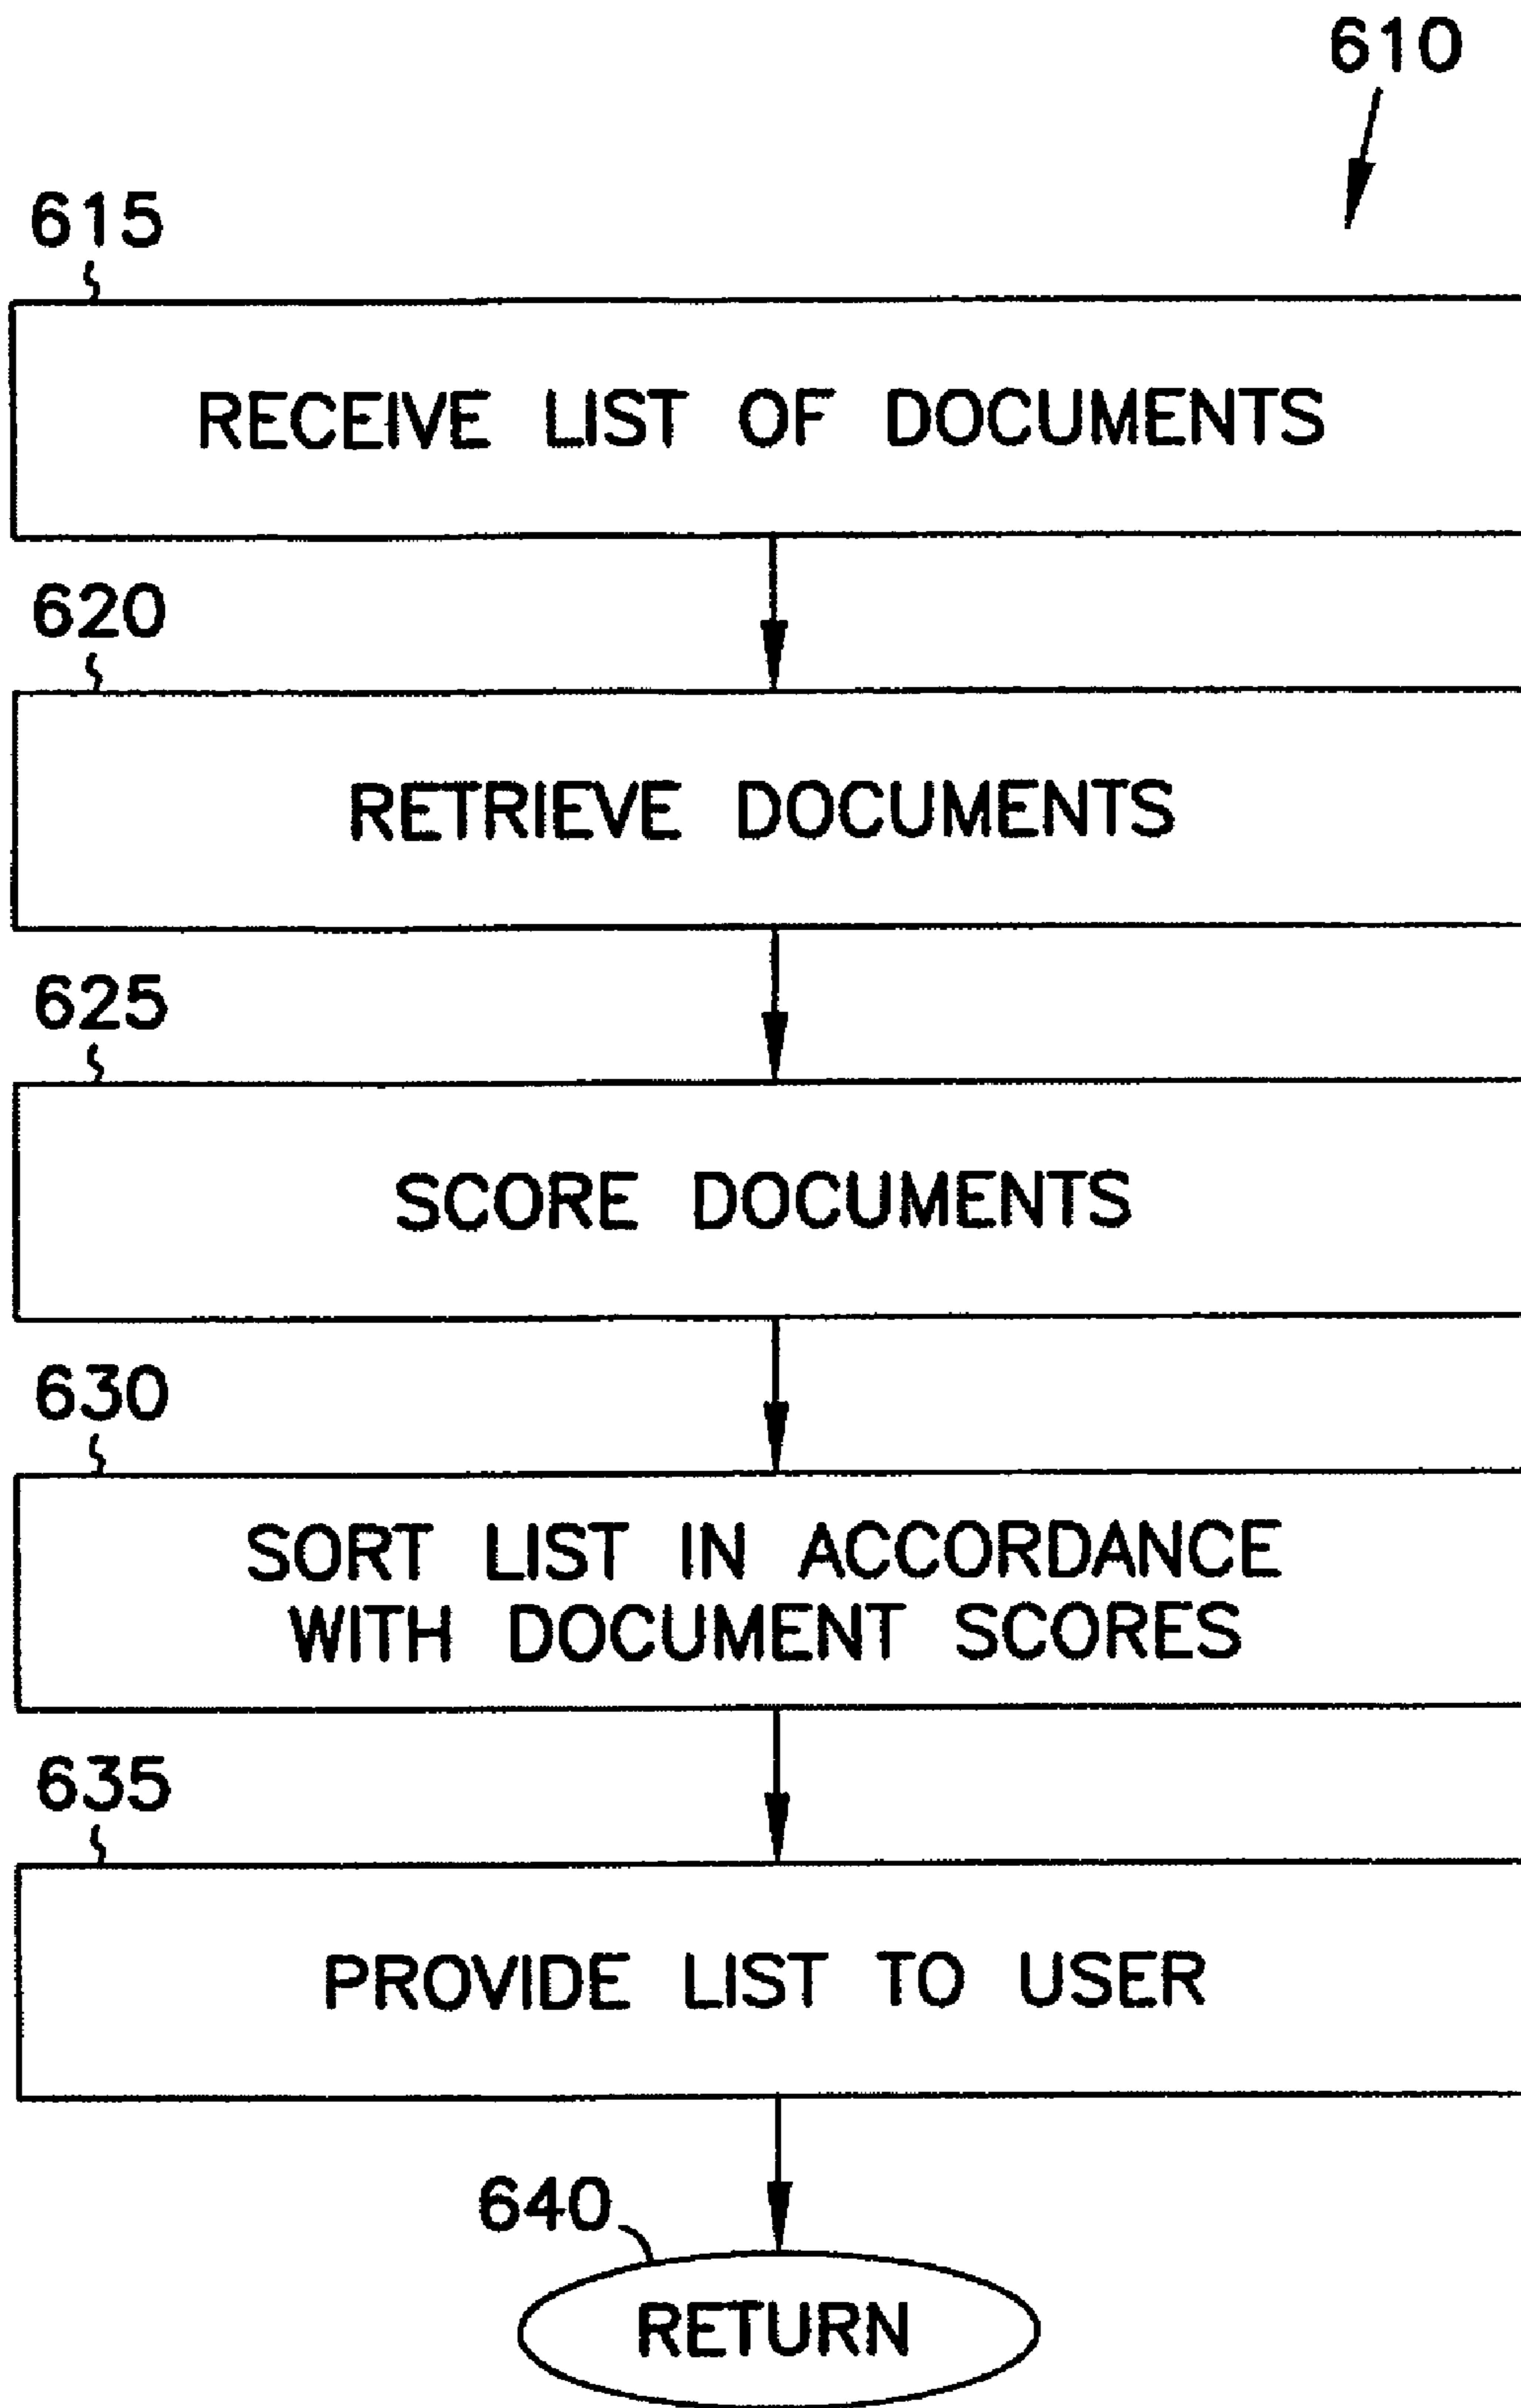 610
615
RECEIVE LIST OF DOCUMENTS
620
RETRIEVE DOCUMENTS
625
SCORE DOCUMENTS
630
SORT LIST IN ACCORDANCE
WITH DOCUMENT SCORES
635
PROVIDE LIST TO USER
640
RETURN